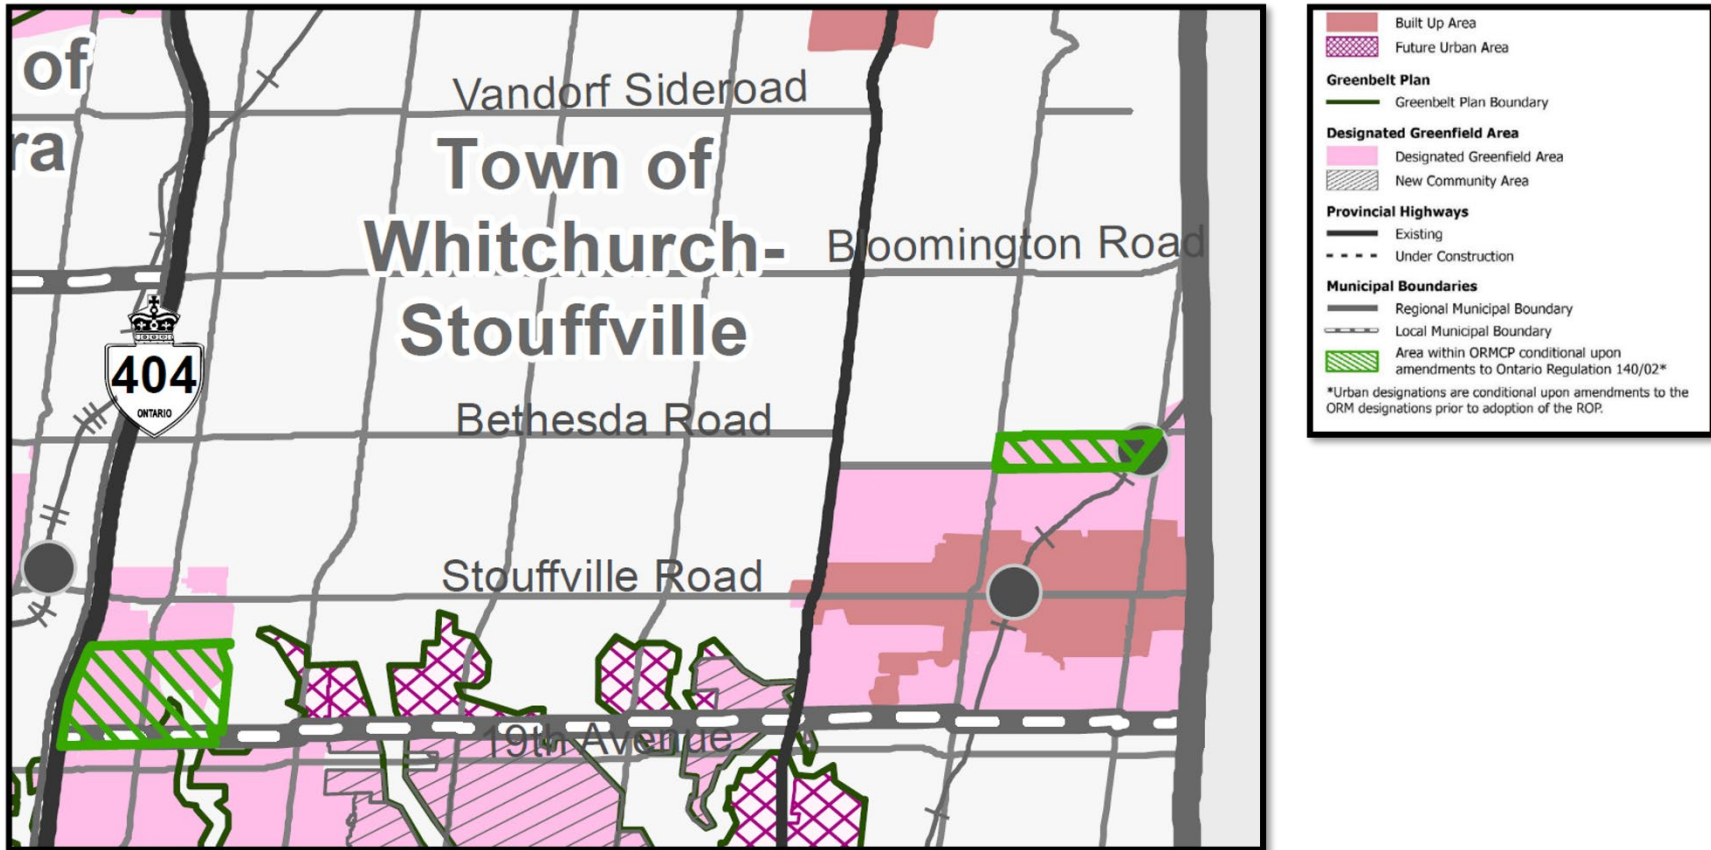 of
ra
Vandorf Sideroad
Town of
Whitchurch-
Stouffville
Bloomington Road
404
ONTARIO
Bethesda Road
Stouffville Road
19th Avenue
Built Up Area
Future Urban Area
Greenbelt Plan
Greenbelt Plan Boundary
Designated Greenfield Area
Designated Greenfield Area
New Community Area
Provincial Highways
Existing
Under Construction
Municipal Boundaries
Regional Municipal Boundary
Local Municipal Boundary
Area within ORMCP conditional upon
amendments to Ontario Regulation 140/02*
*Urban designations are conditional upon amendments to the
ORM designations prior to adoption of the ROP.